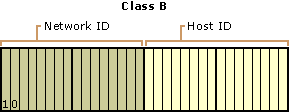 Class B
Network ID Host ID
1 0